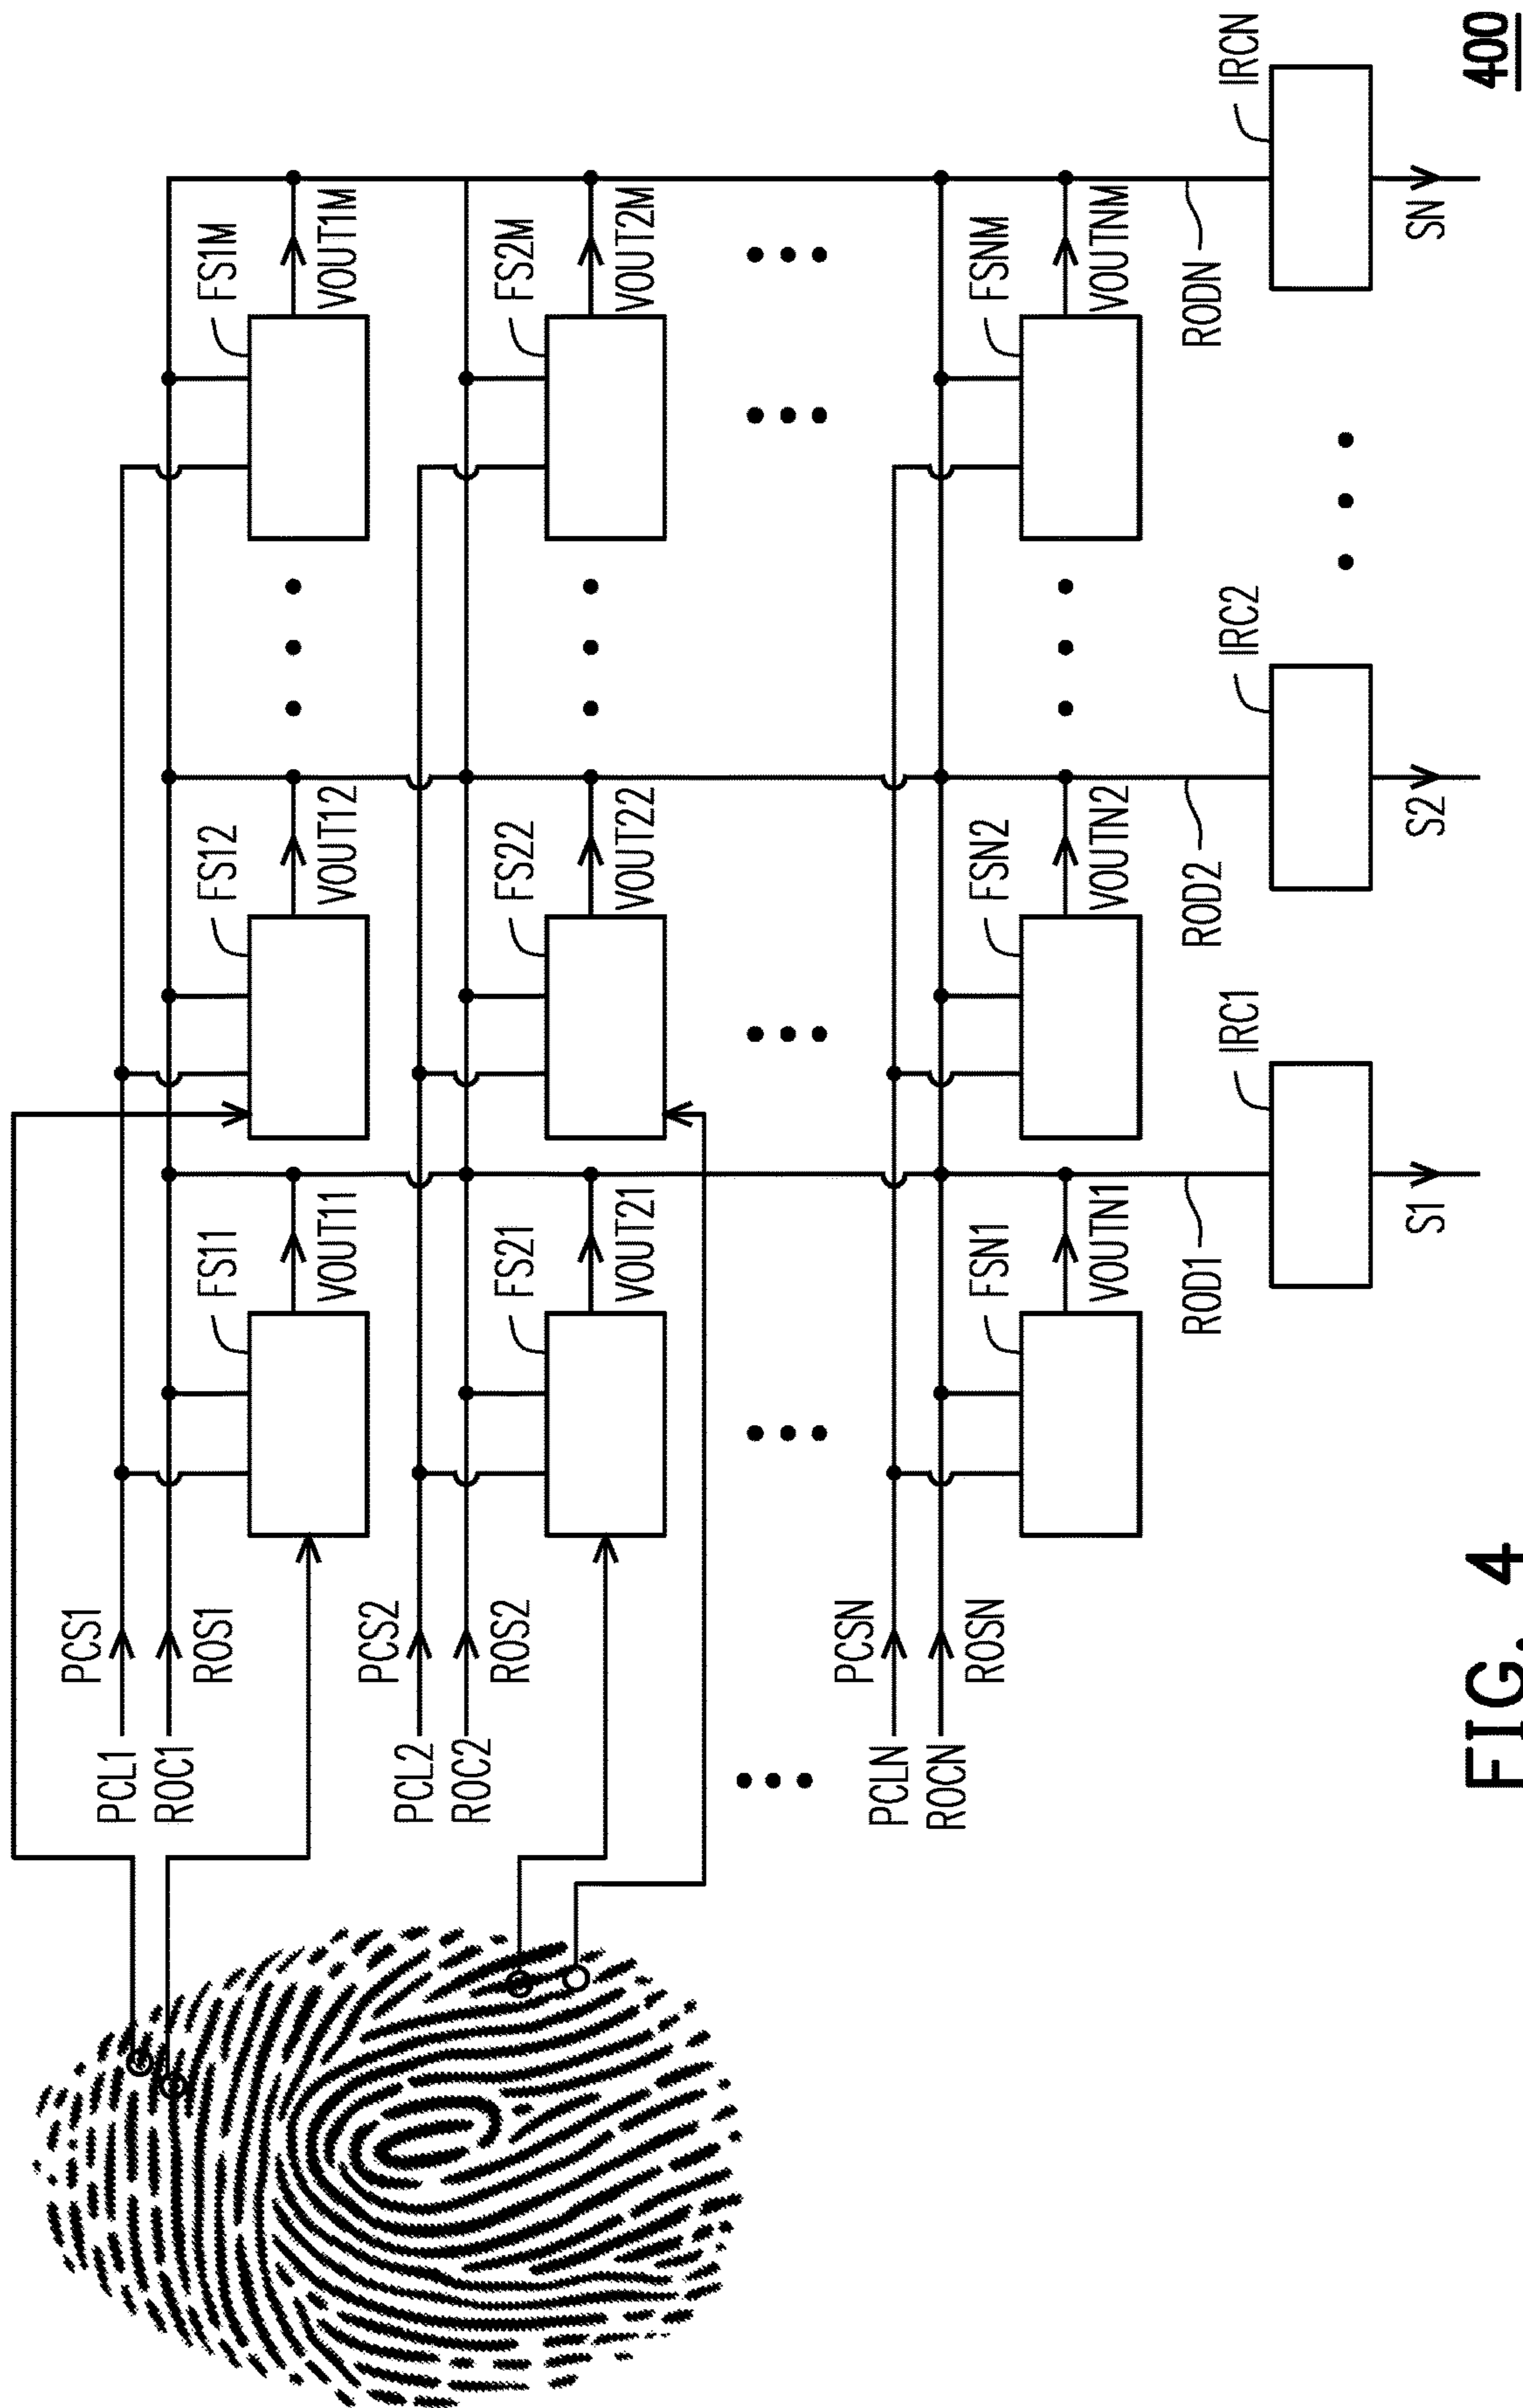 400
PCS1
PCL1
ROC1
ROS1
FS11
VOUT11
FS12
VOUT12
FS1M
VOUT1M
PCS2
PCL2
ROC2
ROS2
FS21
VOUT21
FS22
VOUT22
FS2M
VOUT2M
PCSN
PCLN
ROCN
ROSN
FSN1
VOUTN1
FSN2
VOUTN2
FSNM
VOUTNM
ROD1
IRC1
ROD2
IRC2
RODN
IRCN
S1
S2
SN
FIG. 4